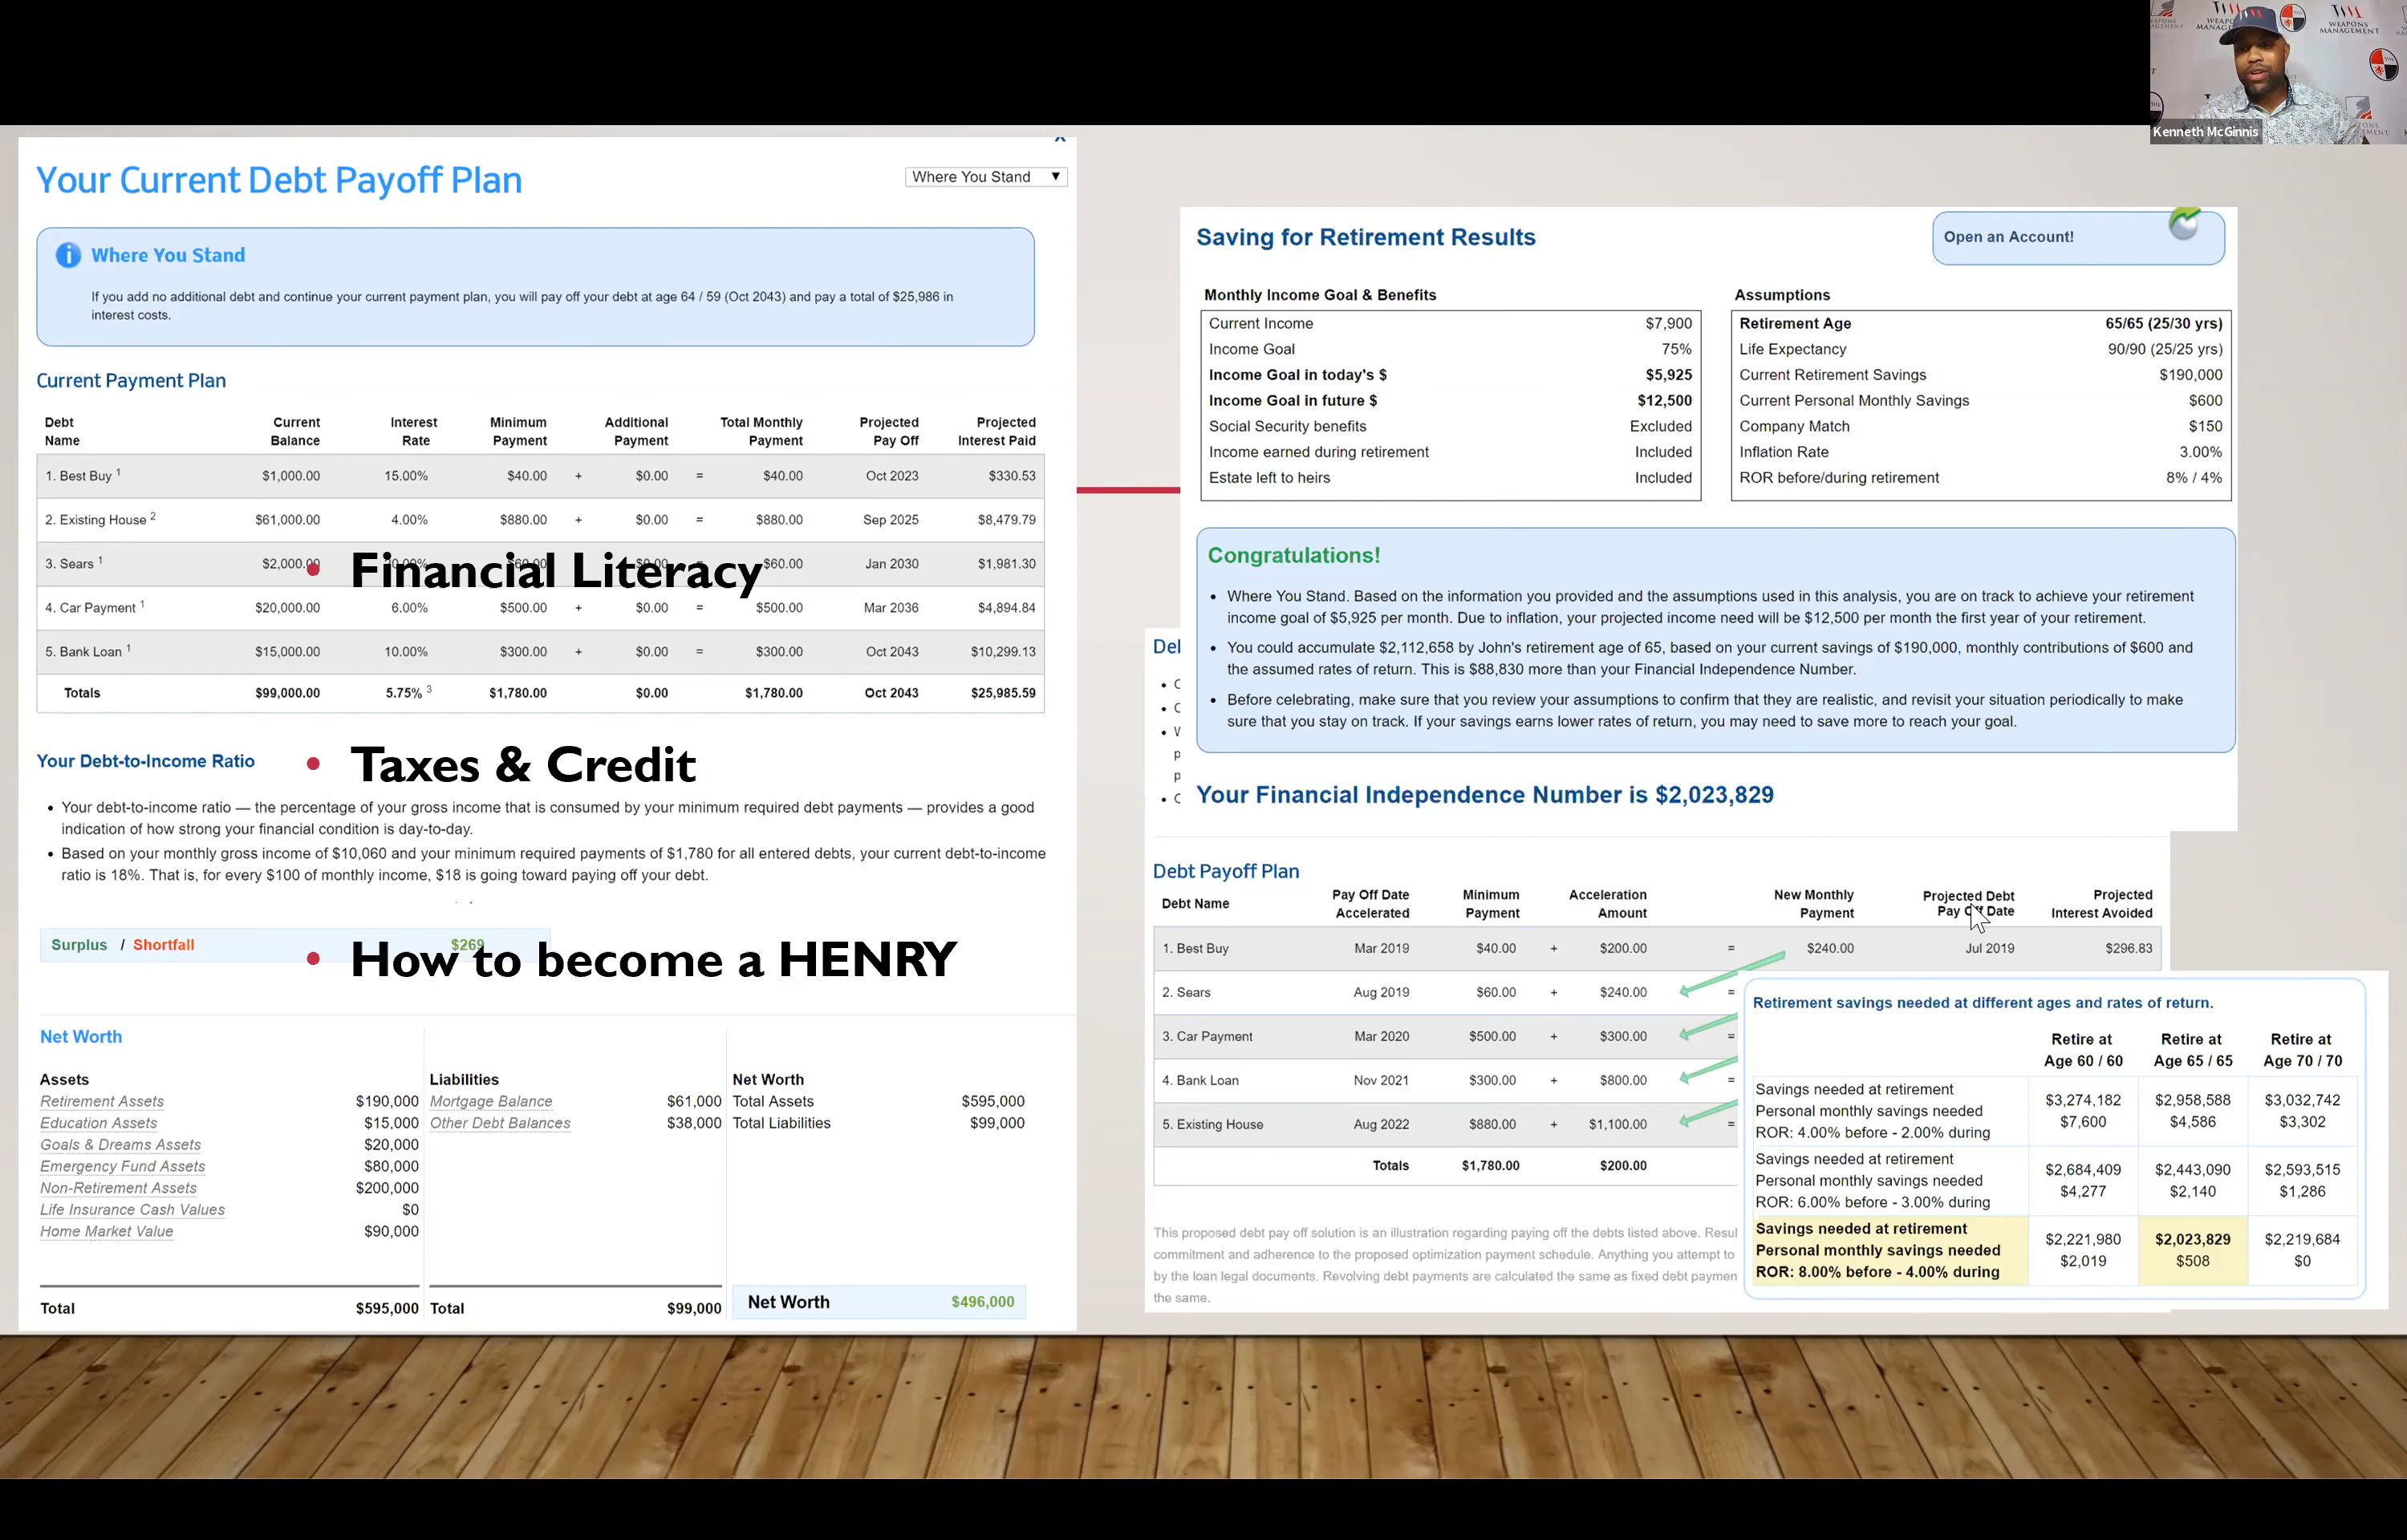 WEAPONS
MANAGEMENT
Kenneth McGinnis
Your Current Debt Payoff Plan
Where You Stand ▼
Where You Stand
If you add no additional debt and continue your current payment plan, you will pay off your debt at age 64 / 59 (Oct 2043) and pay a total of $25,986 in
interest costs.
Current Payment Plan
Debt Name Current Balance Interest Rate Minimum Payment Additional Payment Total Monthly Payment Projected Pay Off Projected Interest Paid
1. Best Buy 1 $1,000.00 15.00% $40.00 + $0.00 = $40.00 Oct 2023 $330.53
2. Existing House 2 $61,000.00 4.00% $880.00 + $0.00 = $880.00 Sep 2025 $8,479.79
3. Sears 1 $2,000.00 $60.00 Jan 2030 $1,981.30
4. Car Payment 1 $20,000.00 6.00% $500.00 + $0.00 = $500.00 Mar 2036 $4,894.84
5. Bank Loan 1 $15,000.00 10.00% $300.00 + $0.00 = $300.00 Oct 2043 $10,299.13
Totals $99,000.00 5.75% 3 $1,780.00 $0.00 $1,780.00 Oct 2043 $25,985.59
• Financial Literacy
• Taxes & Credit
• How to become a HENRY
Your Debt-to-Income Ratio
• Your debt-to-income ratio — the percentage of your gross income that is consumed by your minimum required debt payments — provides a good
indication of how strong your financial condition is day-to-day.
• Based on your monthly gross income of $10,060 and your minimum required payments of $1,780 for all entered debts, your current debt-to-income
ratio is 18%. That is, for every $100 of monthly income, $18 is going toward paying off your debt.
Surplus / Shortfall $269
Net Worth
Assets Liabilities Net Worth
Retirement Assets $190,000 Mortgage Balance $61,000 Total Assets $595,000
Education Assets $15,000 Other Debt Balances $38,000 Total Liabilities $99,000
Goals & Dreams Assets $20,000
Emergency Fund Assets $80,000
Non-Retirement Assets $200,000
Life Insurance Cash Values $0
Home Market Value $90,000
Total $595,000 Total $99,000 Net Worth $496,000
Saving for Retirement Results
Open an Account!
Monthly Income Goal & Benefits
Current Income $7,900
Income Goal 75%
Income Goal in today's $ $5,925
Income Goal in future $ $12,500
Social Security benefits Excluded
Income earned during retirement Included
Estate left to heirs Included
Assumptions
Retirement Age 65/65 (25/30 yrs)
Life Expectancy 90/90 (25/25 yrs)
Current Retirement Savings $190,000
Current Personal Monthly Savings $600
Company Match $150
Inflation Rate 3.00%
ROR before/during retirement 8% / 4%
Congratulations!
• Where You Stand. Based on the information you provided and the assumptions used in this analysis, you are on track to achieve your retirement
income goal of $5,925 per month. Due to inflation, your projected income need will be $12,500 per month the first year of your retirement.
• You could accumulate $2,112,658 by John's retirement age of 65, based on your current savings of $190,000, monthly contributions of $600 and
the assumed rates of return. This is $88,830 more than your Financial Independence Number.
• Before celebrating, make sure that you review your assumptions to confirm that they are realistic, and revisit your situation periodically to make
sure that you stay on track. If your savings earns lower rates of return, you may need to save more to reach your goal.
Your Financial Independence Number is $2,023,829
Debt Payoff Plan
Debt Name Pay Off Date Accelerated Minimum Payment Acceleration Amount New Monthly Payment Projected Debt Pay Off Date Projected Interest Avoided
1. Best Buy Mar 2019 $40.00 + $200.00 = $240.00 Jul 2019 $296.83
2. Sears Aug 2019 $60.00 + $240.00 =
3. Car Payment Mar 2020 $500.00 + $300.00 =
4. Bank Loan Nov 2021 $300.00 + $800.00 =
5. Existing House Aug 2022 $880.00 + $1,100.00 =
Totals $1,780.00 $200.00
This proposed debt pay off solution is an illustration regarding paying off the debts listed above.
commitment and adherence to the proposed optimization payment schedule. Anything you attempt to
by the loan legal documents. Revolving debt payments are calculated the same as fixed debt
the same.
Retirement savings needed at different ages and rates of return.
Retire at Retire at Retire at
Age 60 / 60 Age 65 / 65 Age 70 / 70
Savings needed at retirement $3,274,182 $2,958,588 $3,032,742
Personal monthly savings needed $7,600 $4,586 $3,302
ROR: 4.00% before - 2.00% during
Savings needed at retirement $2,684,409 $2,443,090 $2,593,515
Personal monthly savings needed $4,277 $2,140 $1,286
ROR: 6.00% before - 3.00% during
Savings needed at retirement $2,221,980 $2,023,829 $2,219,684
Personal monthly savings needed $2,019 $508 $0
ROR: 8.00% before - 4.00% during